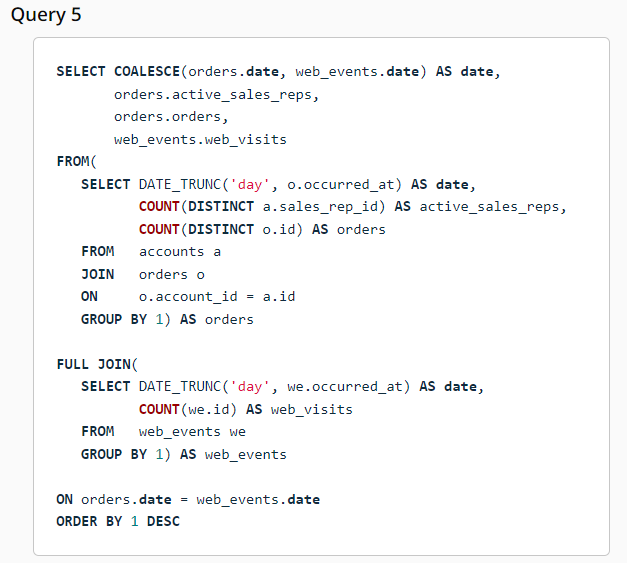 Query 5
SELECT COALESCE(orders.date, web_events.date) AS date,
orders.active_sales_reps,
orders.orders,
web_events.web_visits
FROM(
SELECT DATE_TRUNC('day', o.occurred_at) AS date,
COUNT(DISTINCT a.sales_rep_id) AS active_sales_reps,
COUNT(DISTINCT o.id) AS orders
FROM accounts a
JOIN orders o
ON o.account_id = a.id
GROUP BY 1) AS orders
FULL JOIN(
SELECT DATE_TRUNC('day', we.occurred_at) AS date,
COUNT(we.id) AS web_visits
FROM web_events we
GROUP BY 1) AS web_events
ON orders.date = web_events.date
ORDER BY 1 DESC